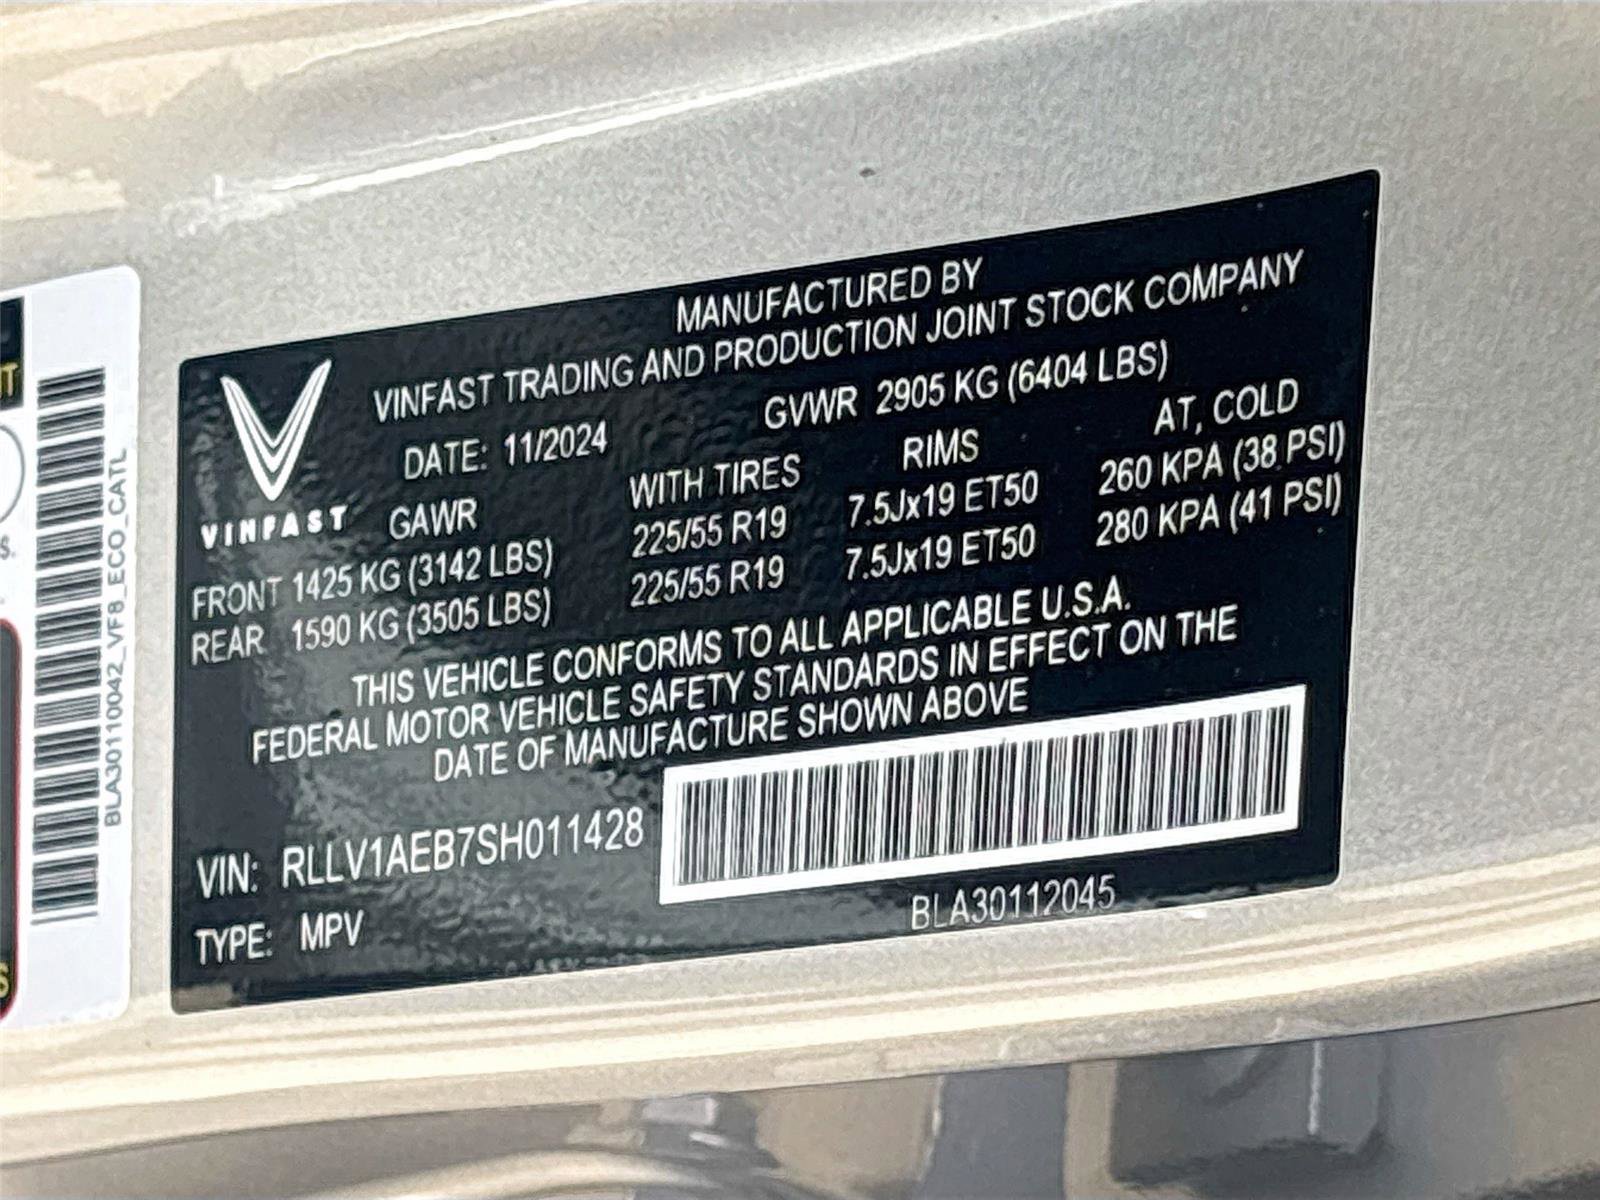 MANUFACTURED BY
VINFAST TRADING AND PRODUCTION JOINT STOCK COMPANY
DATE: 11/2024 GVWR 2905 KG (6404 LBS)
VINFAST
GAWR WITH TIRES RIMS AT, COLD
FRONT 1425 KG (3142 LBS) 225/55 R19 7.5Jx19 ET50 260 KPA (38 PSI)
REAR 1590 KG (3505 LBS) 225/55 R19 7.5Jx19 ET50 280 KPA (41 PSI)
THIS VEHICLE CONFORMS TO ALL APPLICABLE U.S.A.
FEDERAL MOTOR VEHICLE SAFETY STANDARDS IN EFFECT ON THE
DATE OF MANUFACTURE SHOWN ABOVE
VIN: RLLV1AEB7SH011428
TYPE: MPV
BLA30112045
BLA30110042_VF8_ECO_CATL